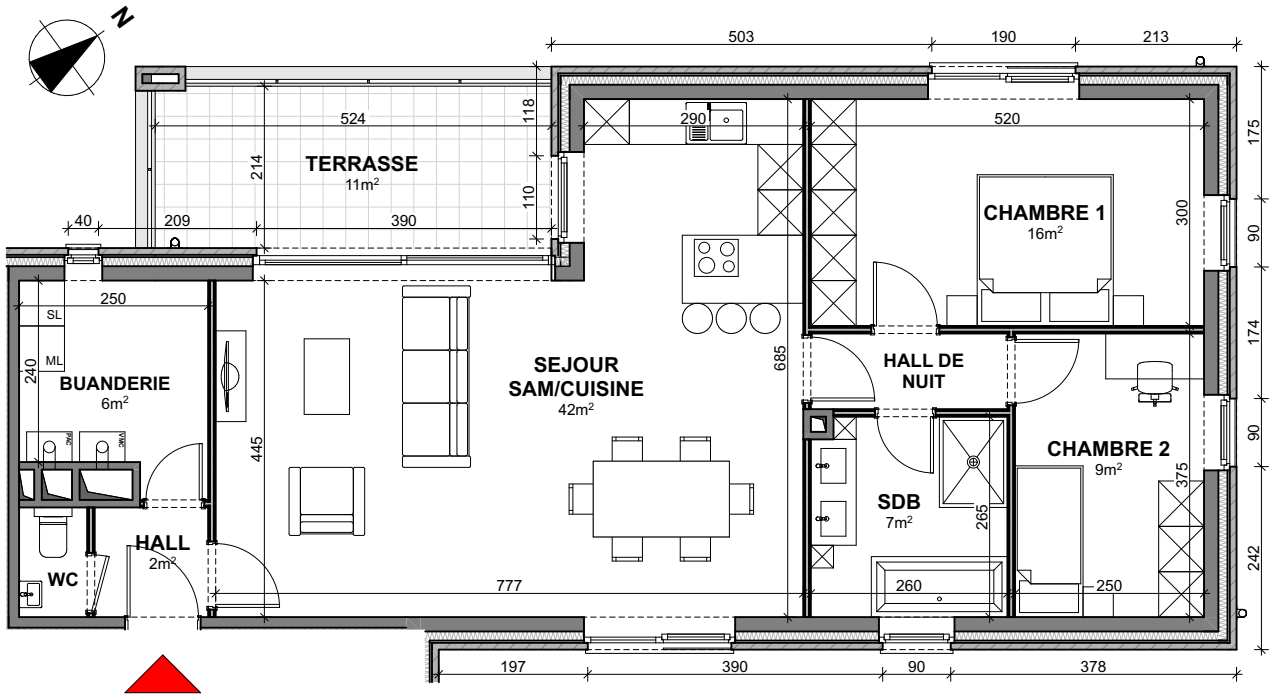 N
503
190
213
118
524
290
520
175
TERRASSE
11m²
214
110
CHAMBRE 1
16m²
300
40
209
390
90
250
SL
ML
240
BUANDERIE
6m²
PAC
VMC
445
SEJOUR
SAM/CUISINE
42m²
685
HALL DE
NUIT
174
90
CHAMBRE 2
9m²
375
SDB
7m²
265
HALL
2m²
WC
242
777
260
250
197
390
90
378